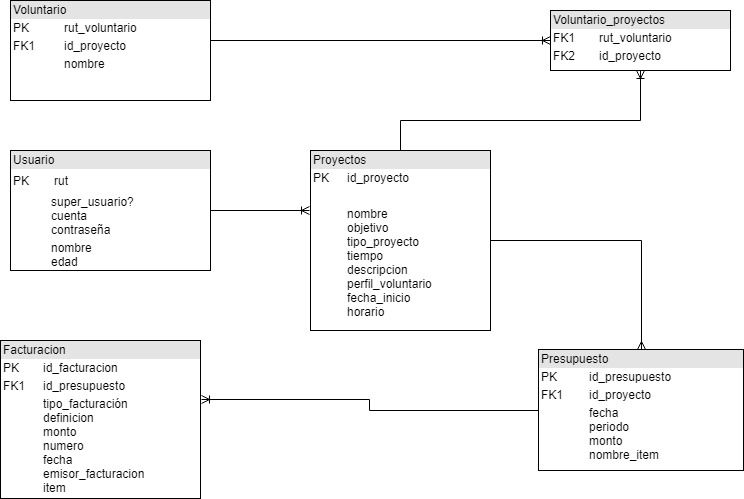 Voluntario
PK rut_voluntario
FK1 id_proyecto
nombre
Voluntario_proyectos
FK1 rut_voluntario
FK2 id_proyecto
Usuario
PK rut
super_usuario?
cuenta
contraseña
nombre
edad
Proyectos
PK id_proyecto
nombre
objetivo
tipo_proyecto
tiempo
descripcion
perfil_voluntario
fecha_inicio
horario
Facturacion
PK id_facturacion
FK1 id_presupuesto
tipo_facturación
definicion
monto
numero
fecha
emisor_facturacion
item
Presupuesto
PK id_presupuesto
FK1 id_proyecto
fecha
periodo
monto
nombre_item